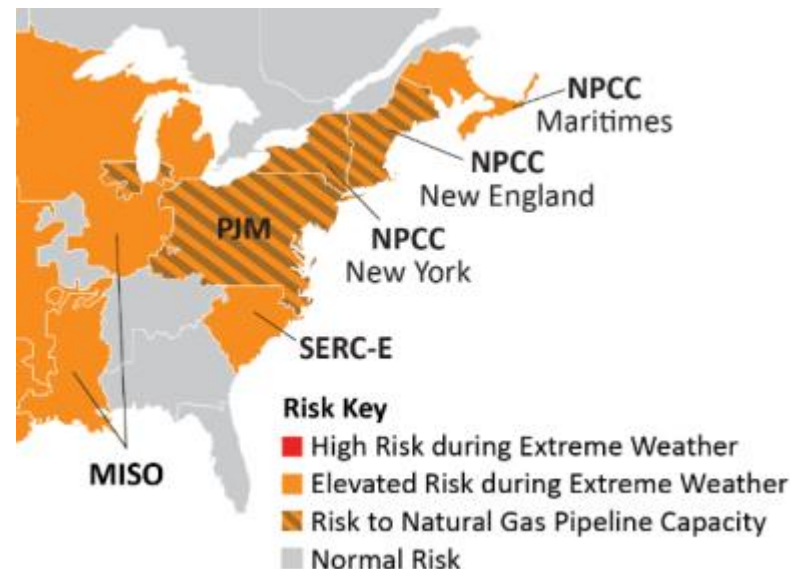 NPCC
Maritimes
NPCC
New England
PJM
NPCC
New York
SERC-E
MISO
Risk Key
High Risk during Extreme Weather
Elevated Risk during Extreme Weather
Risk to Natural Gas Pipeline Capacity
Normal Risk